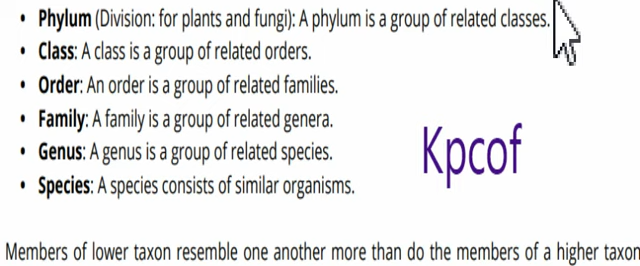 • Phylum (Division: for plants and fungi): A phylum is a group of related classes.
• Class: A class is a group of related orders.
• Order: An order is a group of related families.
• Family: A family is a group of related genera.
• Genus: A genus is a group of related species.
• Species: A species consists of similar organisms.
Kpcof
Members of lower taxon resemble one another more than do the members of a higher taxon